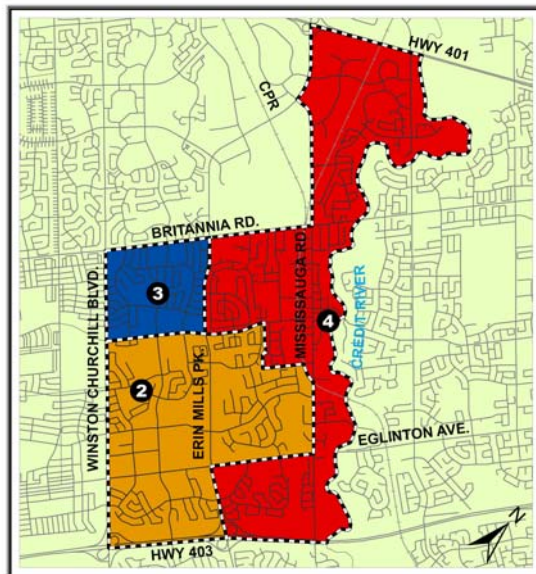 HWY 401
CPR
BRITANNIA RD.
MISSISSAUGA RD.
WINSTON CHURCHILL BLVD.
3
4
CREDIT RIVER
2
ERIN MILLS PK.
EGLINTON AVE.
HWY 403
N